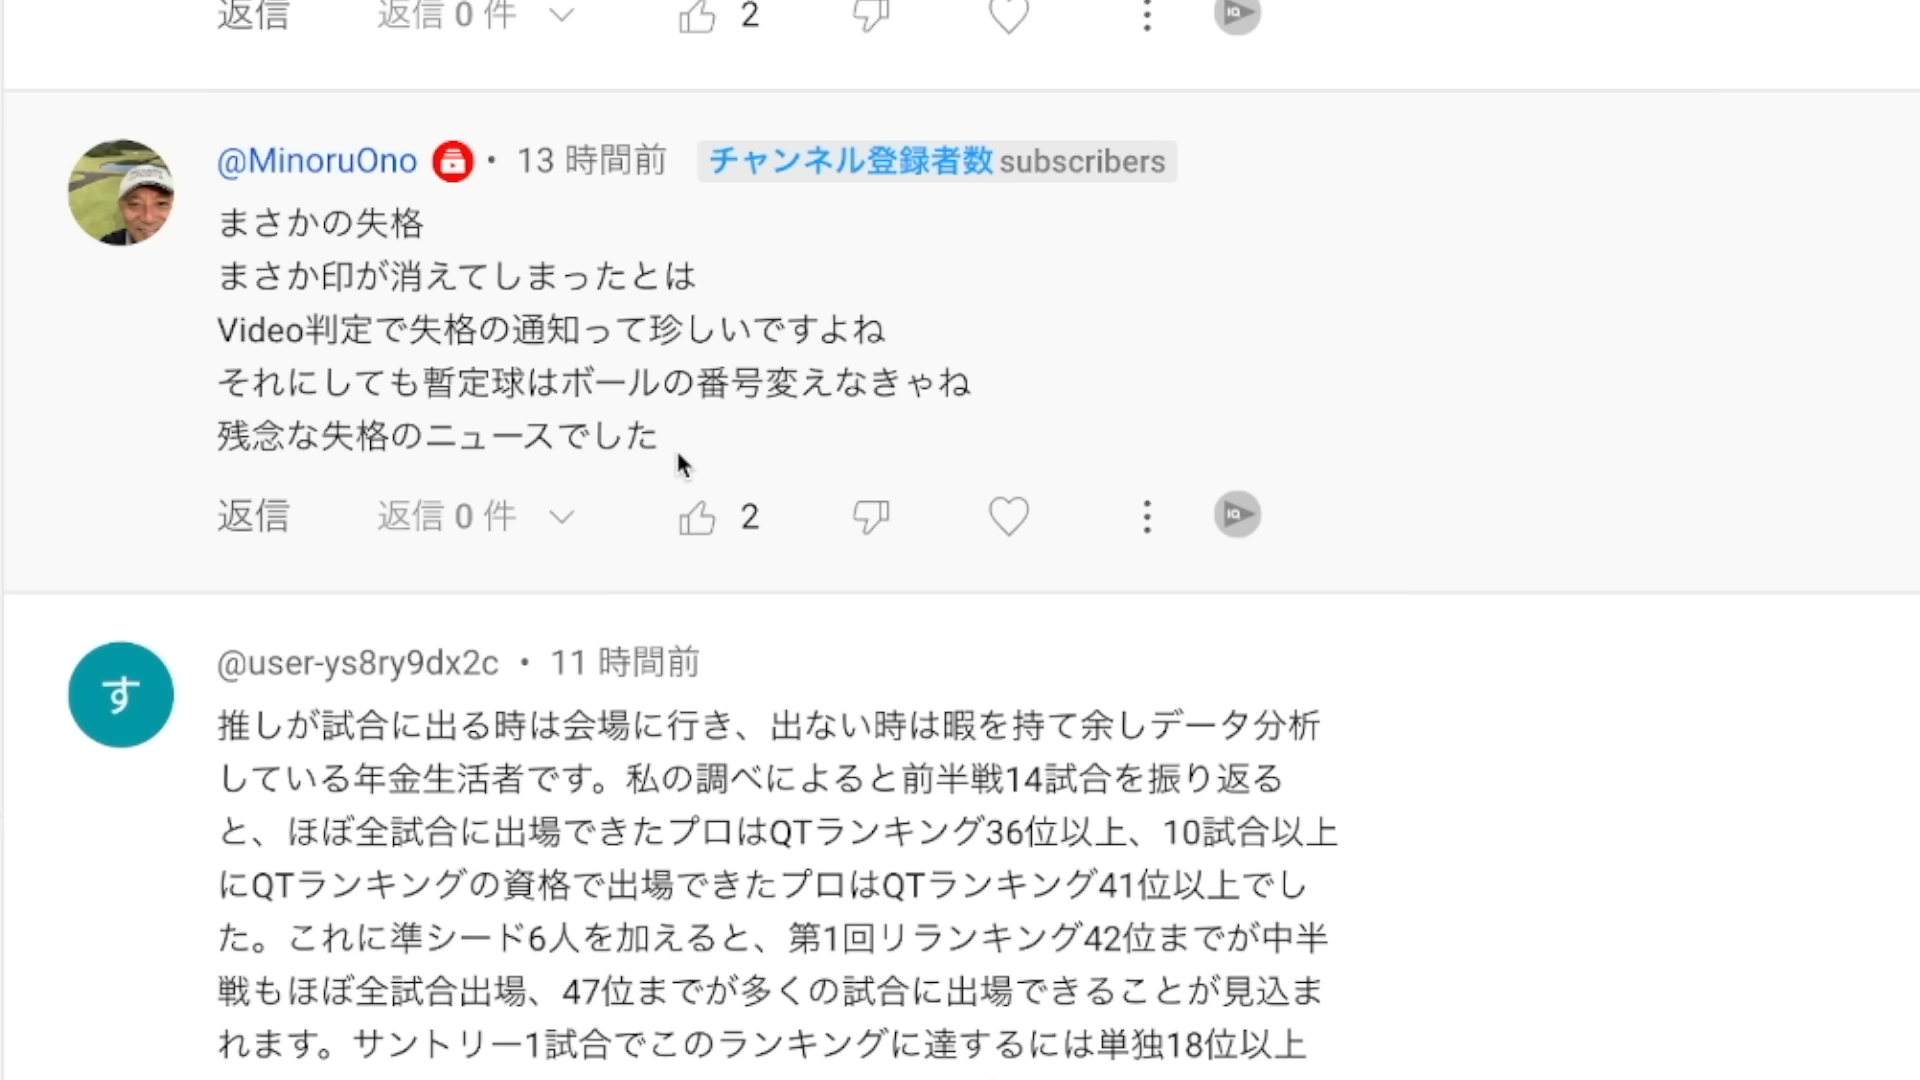 返信 返信 0 件 2
@MinoruOno • 13 時間前 チャンネル登録者数 subscribers
まさかの失格
まさか印が消えてしまったとは
Video判定で失格の通知って珍しいですよね
それにしても暫定球はボールの番号変えなきゃね
残念な失格のニュースでした
返信 返信 0 件 2
す
@user-ys8ry9dx2c • 11 時間前
推しが試合に出る時は会場に行き、出ない時は暇を持て余しデータ分析
している年金生活者です。私の調べによると前半戦14試合を振り返る
と、ほぼ全試合に出場できたプロはQTランキング36位以上、10試合以上
にQTランキングの資格で出場できたプロはQTランキング41位以上でし
た。これに準シード6人を加えると、第1回リランキング42位までが中半
戦もほぼ全試合出場、47位までが多くの試合に出場できることが見込ま
れます。サントリー1試合でこのランキングに達するには単独18位以上